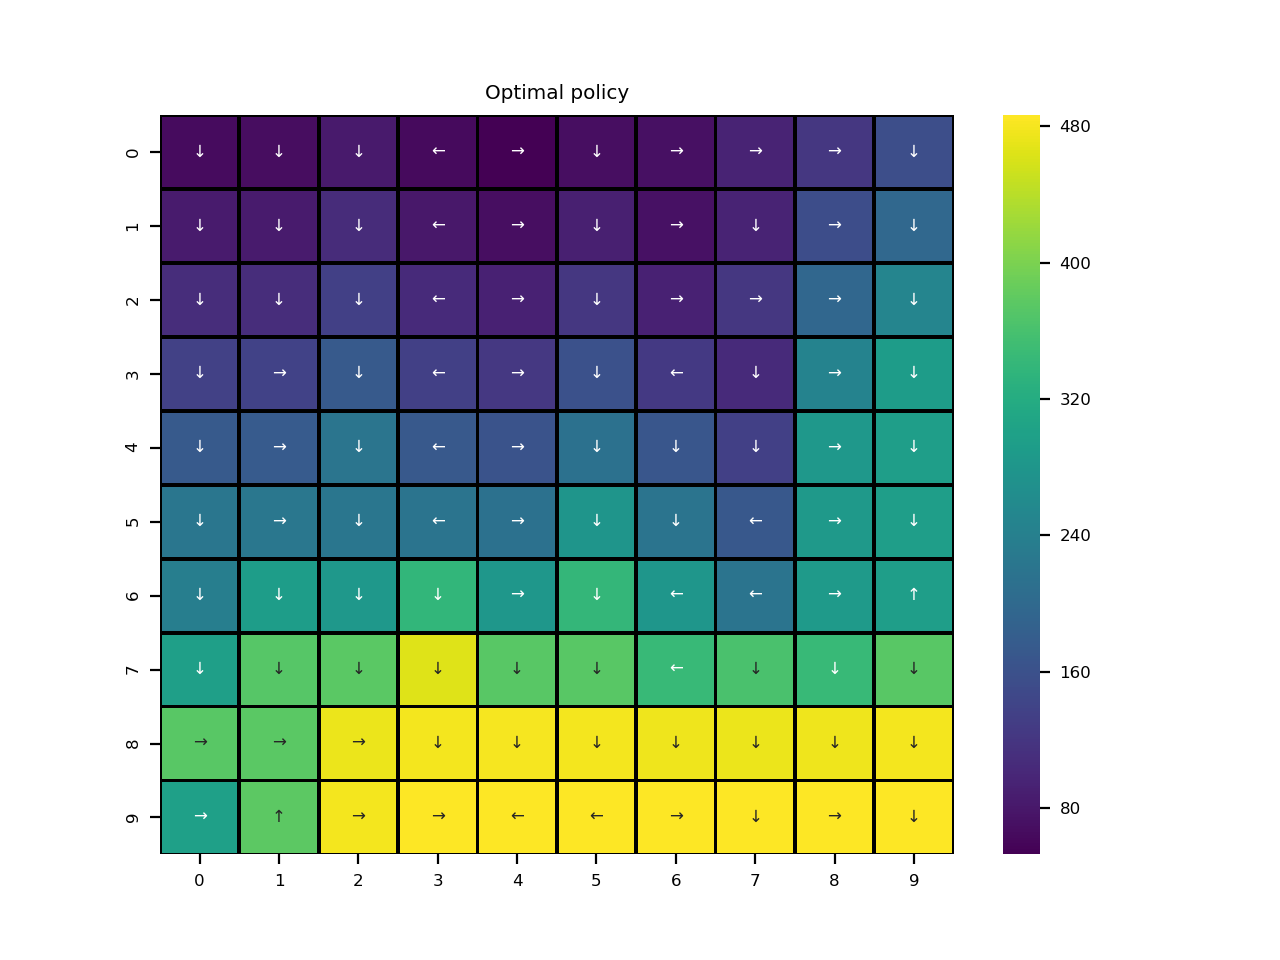 Optimal policy
0 ↓ ↓ ↓ ← → ↓ → → → ↓
1 ↓ ↓ ↓ ← → ↓ → ↓ → ↓
2 ↓ ↓ ↓ ← → ↓ → → → ↓
3 ↓ → ↓ ← → ↓ ← ↓ → ↓
4 ↓ → ↓ ← → ↓ ↓ ↓ → ↓
5 ↓ → ↓ ← → ↓ ↓ ← → ↓
6 ↓ ↓ ↓ ↓ → ↓ ← ← → ↑
7 ↓ ↓ ↓ ↓ ↓ ↓ ← ↓ ↓ ↓
8 → → → ↓ ↓ ↓ ↓ ↓ ↓ ↓
9 → ↑ → → ← ← → ↓ → ↓
0 1 2 3 4 5 6 7 8 9
480
400
320
240
160
80